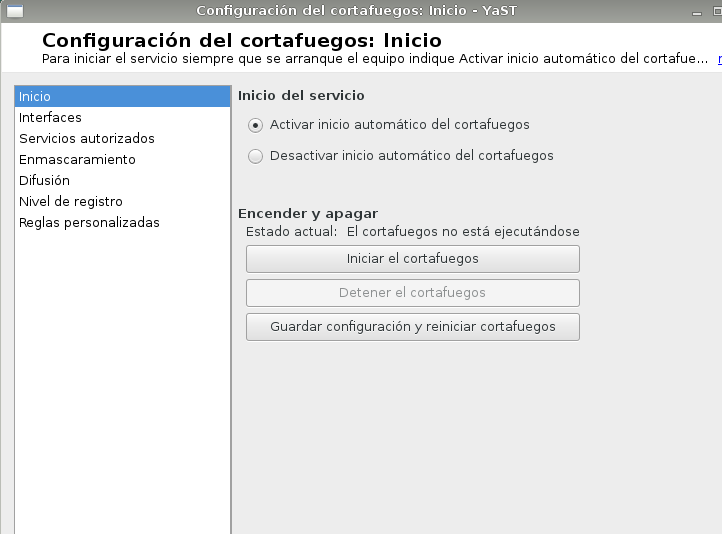 Configuración del cortafuegos: Inicio - YaST
Configuración del cortafuegos: Inicio
Para iniciar el servicio siempre que se arranque el equipo indique Activar inicio automático del cortafue...
Inicio
Interfaces
Servicios autorizados
Enmascaramiento
Difusión
Nivel de registro
Reglas personalizadas
Inicio del servicio
Activar inicio automático del cortafuegos
Desactivar inicio automático del cortafuegos
Encender y apagar
Estado actual: El cortafuegos no está ejecutándose
Iniciar el cortafuegos
Detener el cortafuegos
Guardar configuración y reiniciar cortafuegos